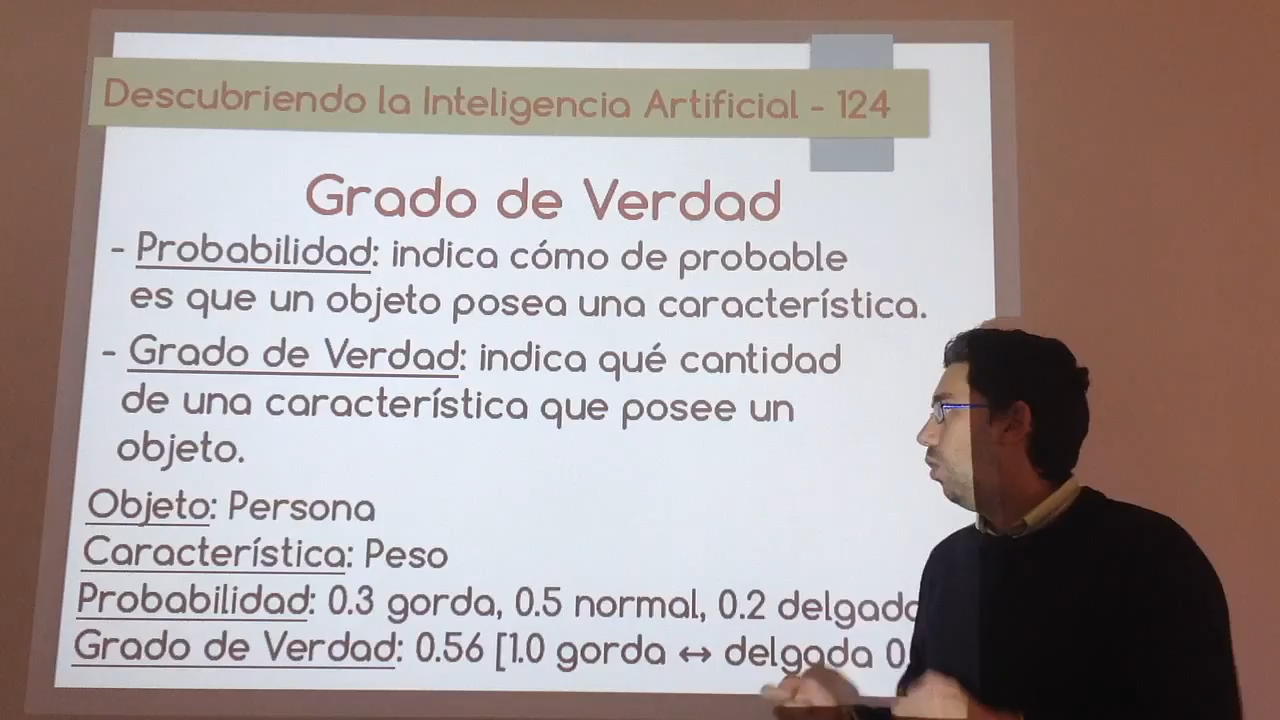 Descubriendo la Inteligencia Artificial - 124
Grado de Verdad
- Probabilidad: indica cómo de probable
es que un objeto posea una característica.
- Grado de Verdad: indica qué cantidad
de una característica que posee un
objeto.
Objeto: Persona
Característica: Peso
Probabilidad: 0.3 gorda, 0.5 normal, 0.2
Grado de Verdad: 0.56 [1.0 gorda ↔ delgada